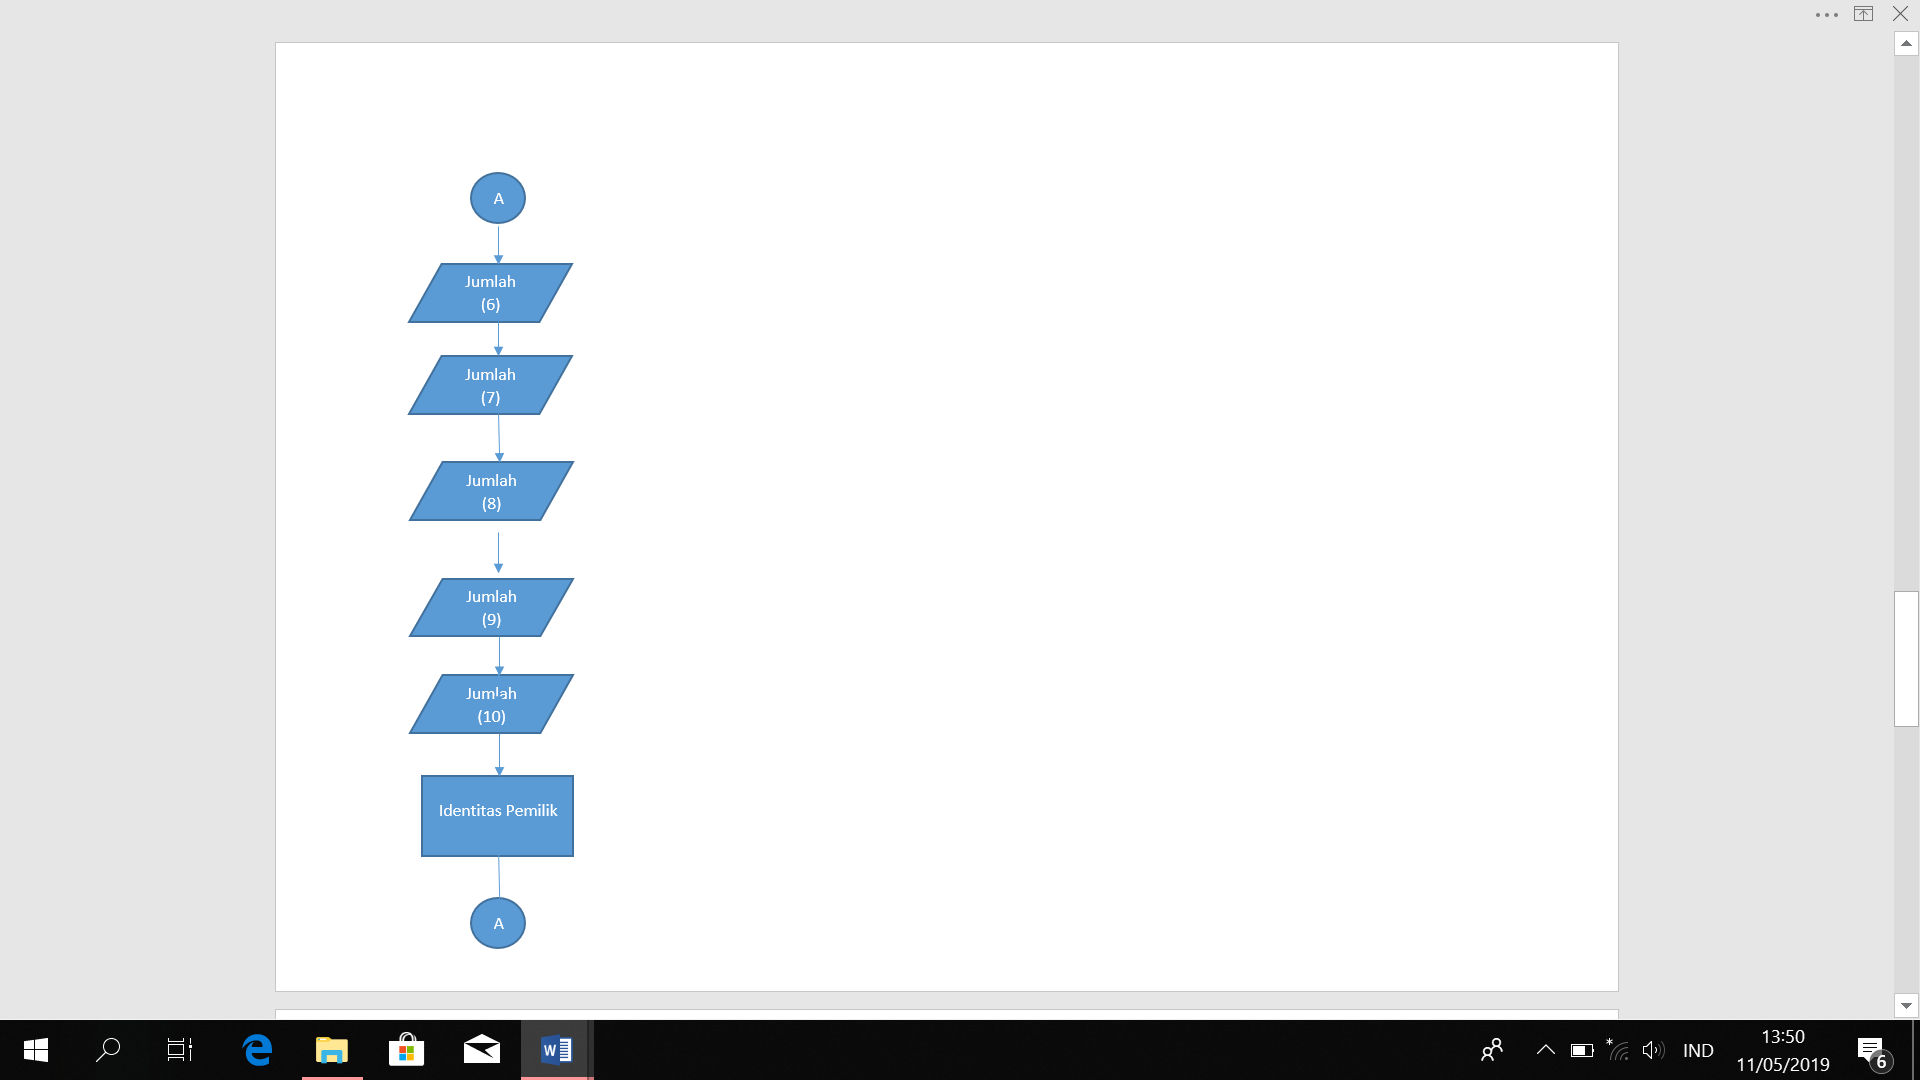 A
Jumlah
(6)
Jumlah
(7)
Jumlah
(8)
Jumlah
(9)
Jumlah
(10)
Identitas Pemilik
A
W
IND
13:50
11/05/2019
6